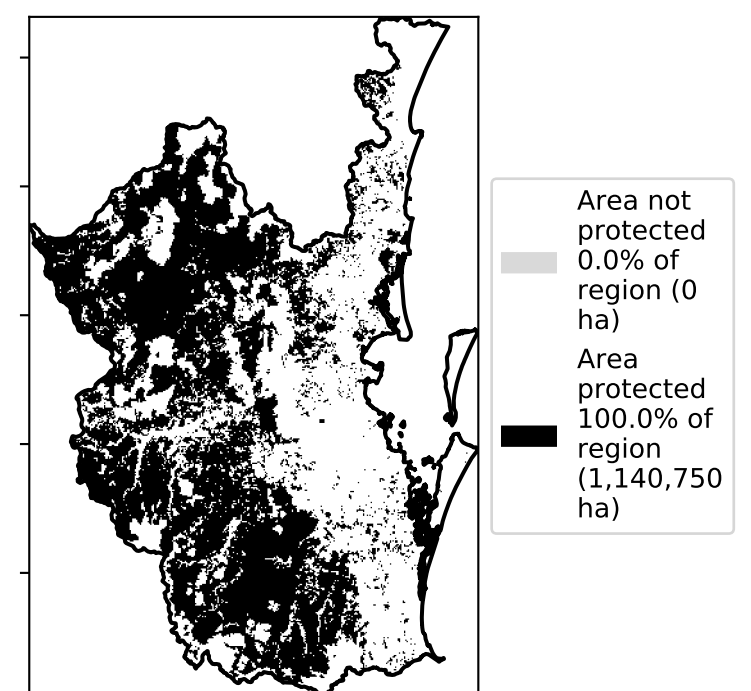 Area not
protected
0.0% of
region (0
ha)
Area
protected
100.0% of
region
(1,140,750
ha)